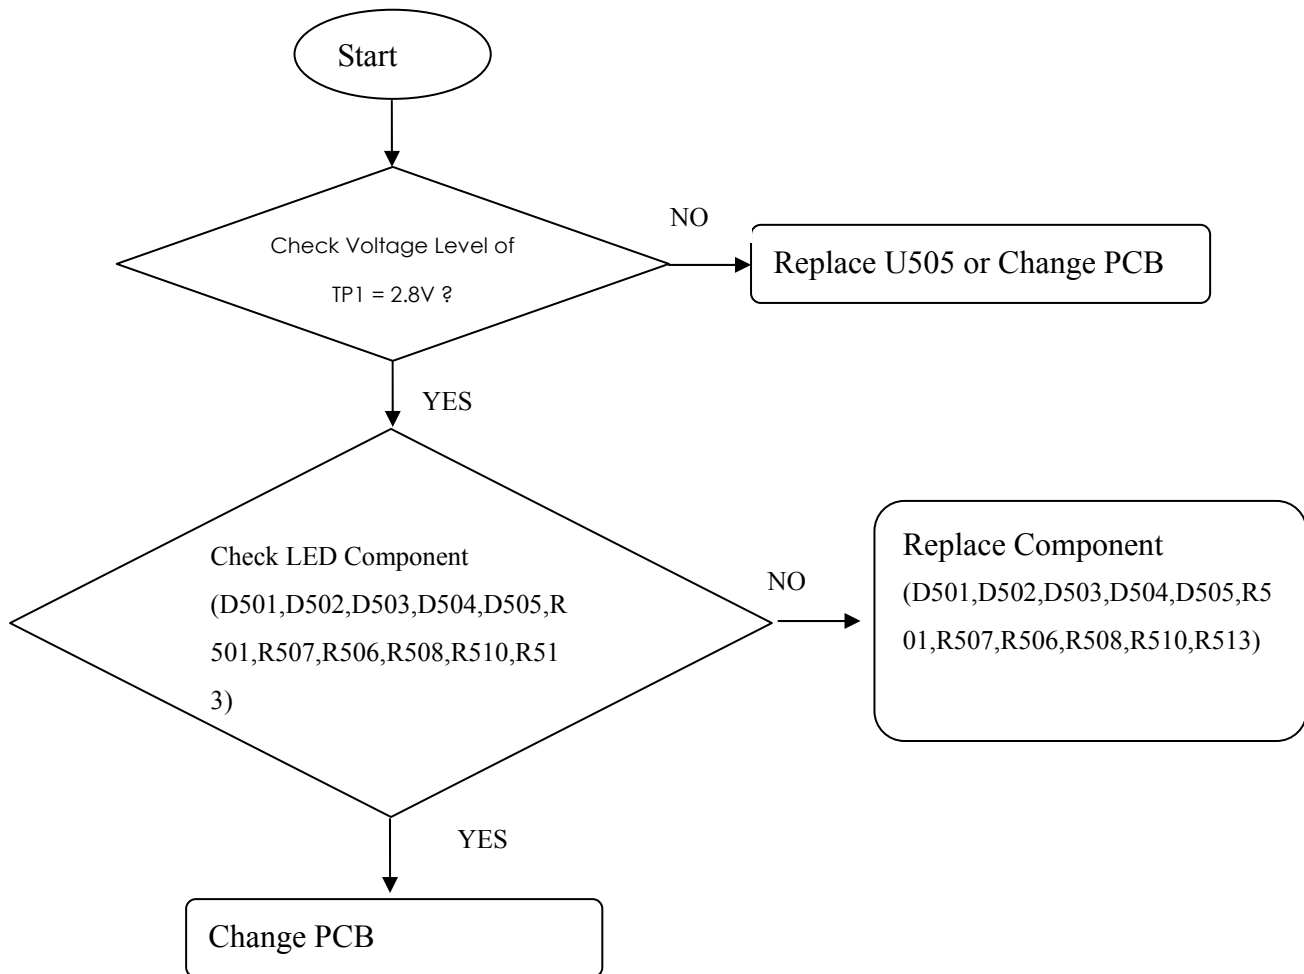 Start
Check Voltage Level of
TP1 = 2.8V ?
NO
Replace U505 or Change PCB
YES
Check LED Component
(D501,D502,D503,D504,D505,R
501,R507,R506,R508,R510,R51
3)
NO
Replace Component
(D501,D502,D503,D504,D505,R5
01,R507,R506,R508,R510,R513)
YES
Change PCB